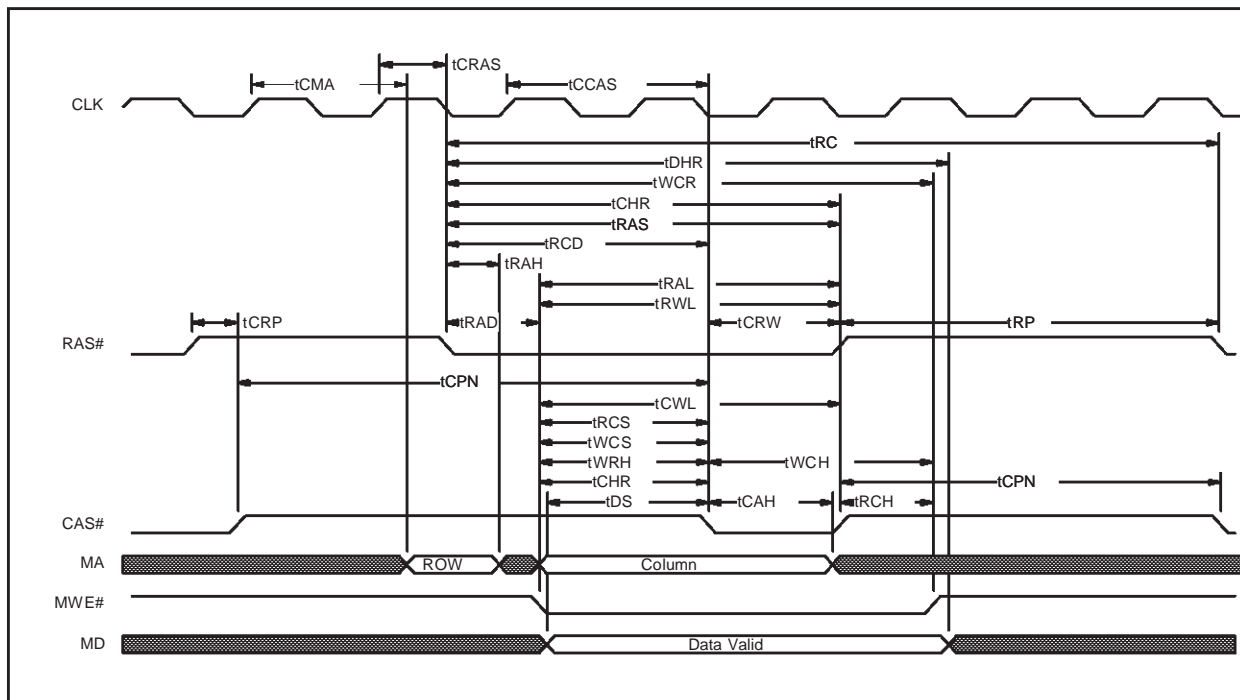 tCRAS
tCMA
tCCAS
CLK
tRC
tDHR
tWCR
tCHR
tRAS
tRCD
tRAH
tRAL
tRWL
tCRP
tRAD
tCRW
tRP
RAS#
tCPN
tCWL
tRCS
tWCS
tWRH
tWCH
tCHR
tCPN
tDS
tCAH
tRCH
CAS#
MA
ROW
Column
MWE#
MD
Data Valid